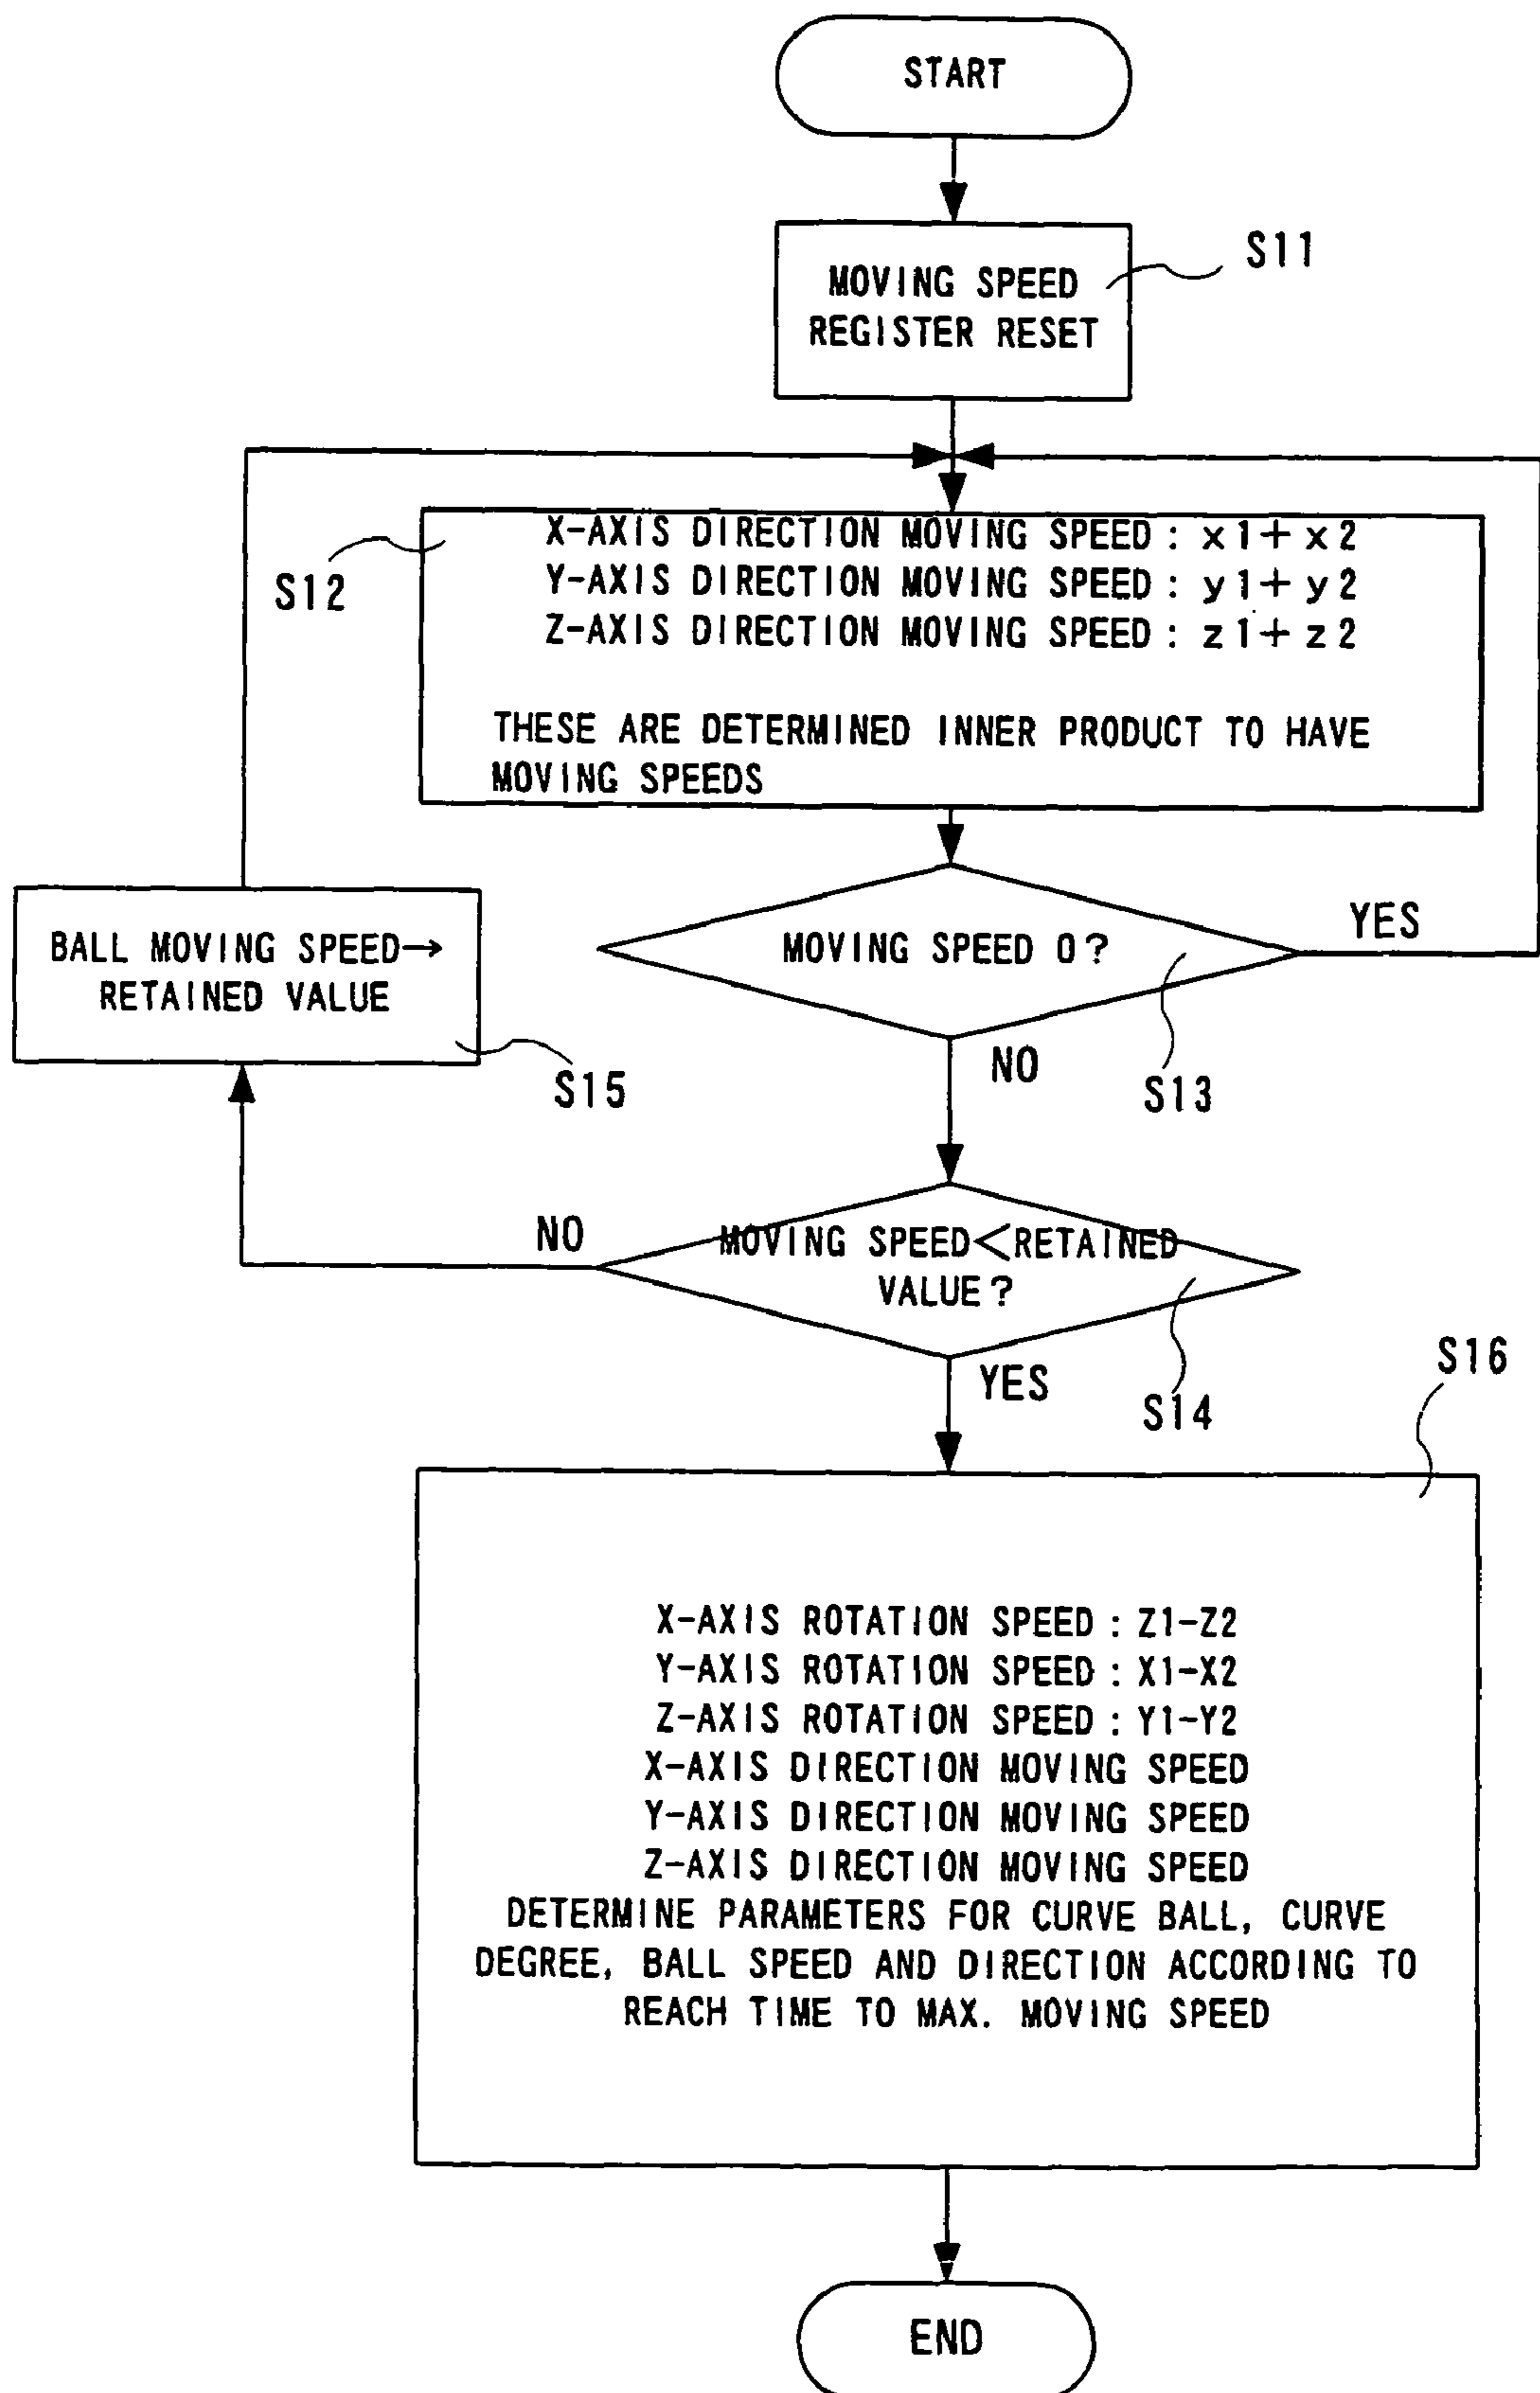 START
S11
MOVING SPEED
REGISTER RESET
X-AXIS DIRECTION MOVING SPEED: x1+x2
Y-AXIS DIRECTION MOVING SPEED: y1+y2
Z-AXIS DIRECTION MOVING SPEED: z1+z2
S12
THESE ARE DETERMINED INNER PRODUCT TO HAVE
MOVING SPEEDS
YES
BALL MOVING SPEED→
RETAINED VALUE
MOVING SPEED 0?
S15
NO
S13
NO
MOVING SPEED<RETAINED
VALUE?
YES
S14
S16
X-AXIS ROTATION SPEED: Z1-Z2
Y-AXIS ROTATION SPEED: X1-X2
Z-AXIS ROTATION SPEED: Y1-Y2
X-AXIS DIRECTION MOVING SPEED
Y-AXIS DIRECTION MOVING SPEED
Z-AXIS DIRECTION MOVING SPEED
DETERMINE PARAMETERS FOR CURVE BALL, CURVE
DEGREE, BALL SPEED AND DIRECTION ACCORDING TO
REACH TIME TO MAX. MOVING SPEED
END